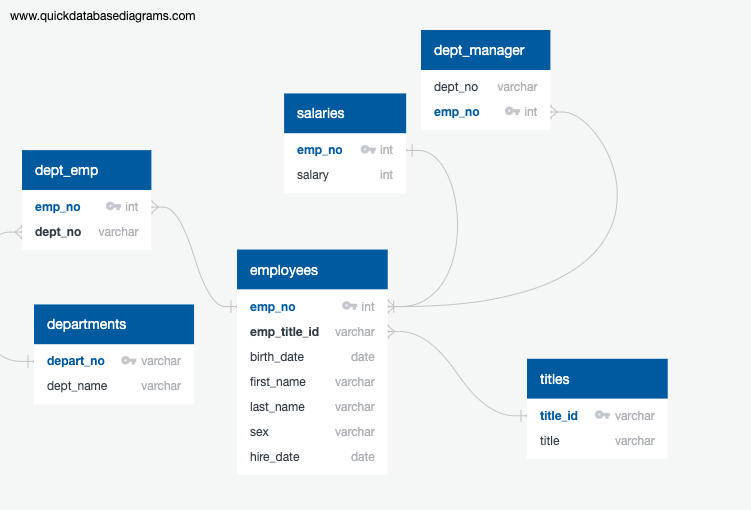 www.quickdatabasediagrams.com
dept_manager
dept_no varchar
emp_no int
salaries
emp_no int
salary int
dept_emp
emp_no int
dept_no varchar
employees
emp_no int
emp_title_id varchar
birth_date date
first_name varchar
last_name varchar
sex varchar
hire_date date
departments
depart_no varchar
dept_name varchar
titles
title_id varchar
title varchar